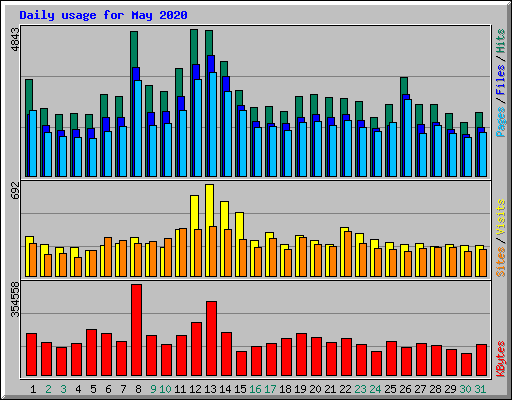 Daily usage for May 2020
4843
Pages / Files / Hits
692
Sites / Visits
354558
KBytes
1 2 3 4 5 6 7 8 9 10 11 12 13 14 15 16 17 18 19 20 21 22 23 24 25 26 27 28 29 30 31